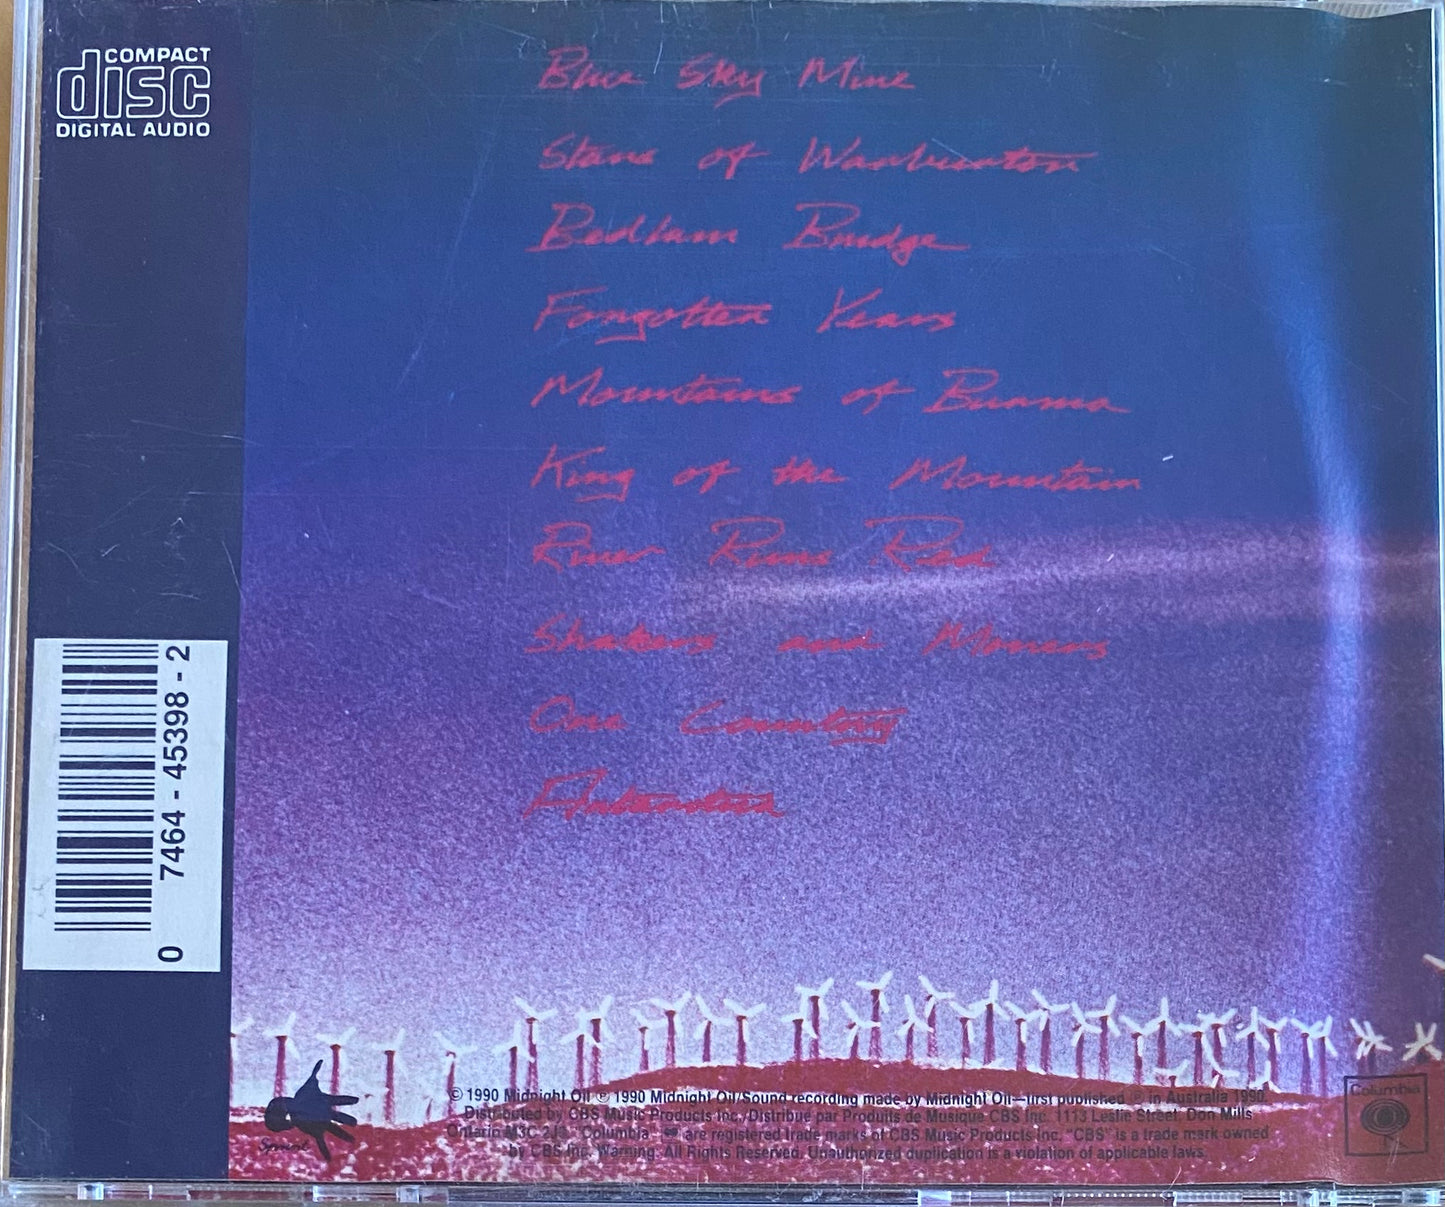 COMPACT
disc
DIGITAL AUDIO
Blue Sky Mine
Stars of Warburton
Bedlam Bridge
Forgotten Years
Mountains of Burma
King of the Mountain
River Runs Red
Shakers and Movers
One Country
Antarctica
0 7464-45398-2
© 1990 Midnight Oil ℗ 1990 Midnight Oil/Sound recording made by Midnight Oil—first published ℗ in Australia 1990.
Distributed by CBS Music Products Inc./Distribué par Produits de Musique CBS Inc. 1113 Leslie Street, Don Mills
Ontario M3C 2J9 "Columbia" are registered trade marks of CBS Music Products Inc. "CBS" is a trade mark owned
by CBS Inc. Warning: All Rights Reserved. Unauthorized duplication is a violation of applicable laws.
Sprint
Columbia